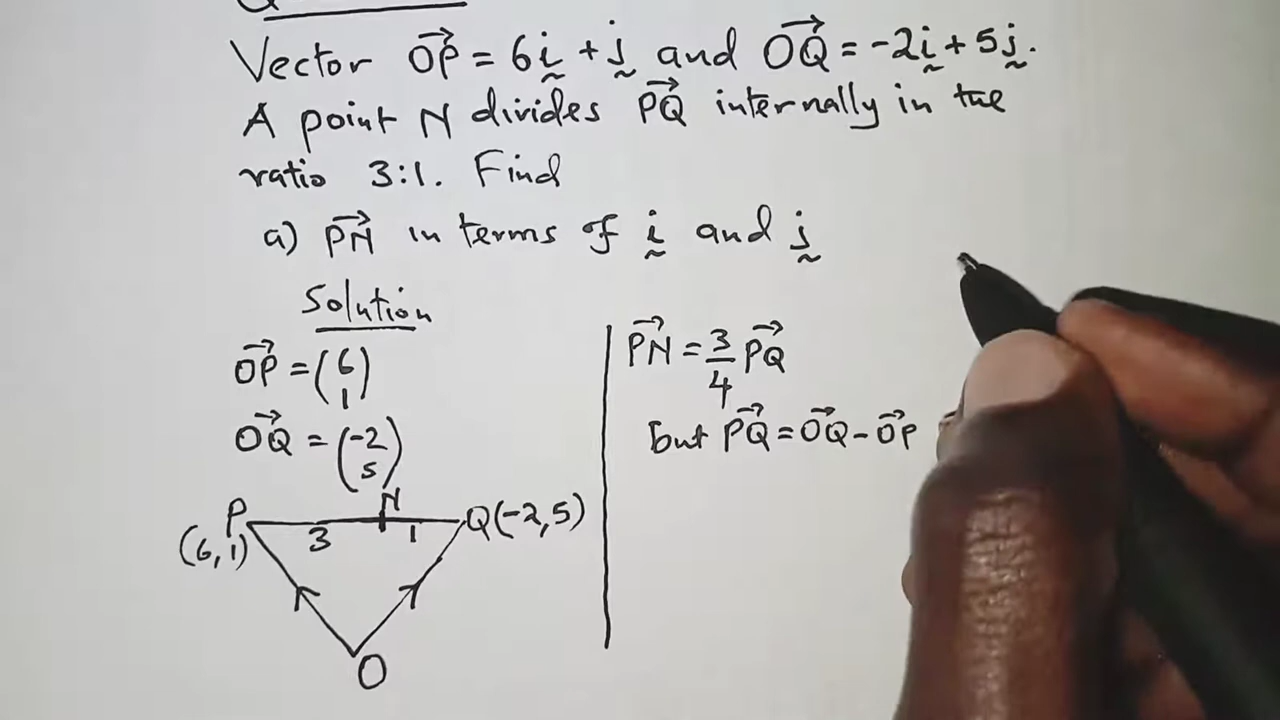 Vector OP⃗ = 6i + j and OQ⃗ = -2i + 5j.
A point N divides PQ⃗ internally in the
ratio 3:1. Find
a) PN⃗ in terms of i and j
Solution
OP⃗ = (6
1)
OQ⃗ = (-2
5)
P
(6,1)
N
3
1
Q(-2,5)
O
PN⃗ = 3/4 PQ⃗
but PQ⃗ = OQ⃗ - OP⃗